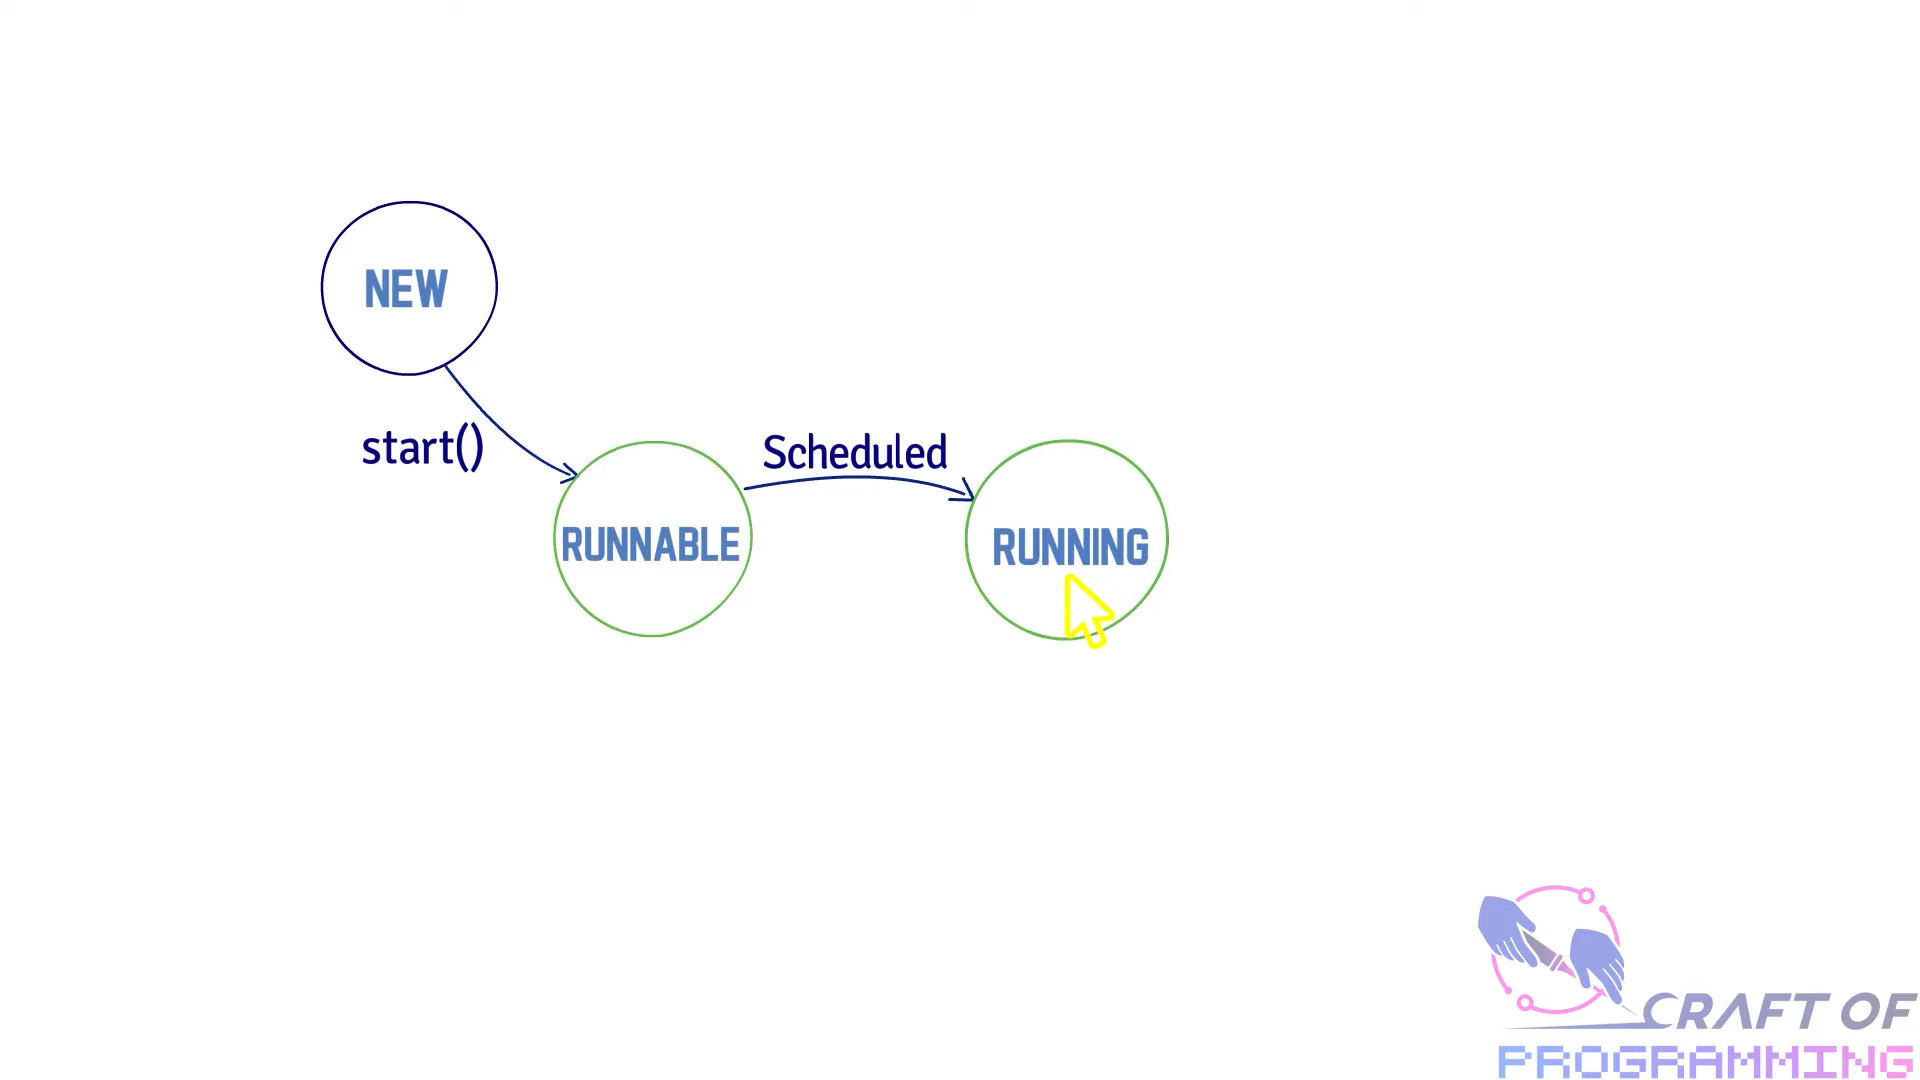 NEW
start()
Scheduled
RUNNABLE
RUNNING
CRAFT OF
PROGRAMMING